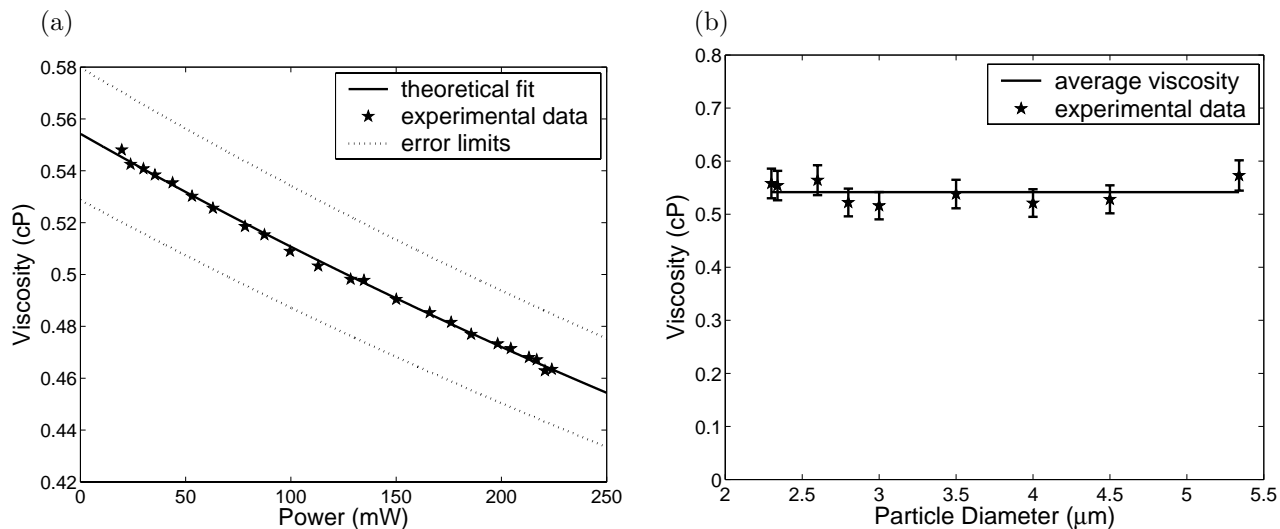 (a)
0.58
0.56
0.54
0.52
0.5
0.48
0.46
0.44
0.42
0 50 100 150 200 250
Power (mW)
Viscosity (cP)
theoretical fit
experimental data
error limits
(b)
0.8
0.7
0.6
0.5
0.4
0.3
0.2
0.1
0
2 2.5 3 3.5 4 4.5 5 5.5
Particle Diameter (μm)
Viscosity (cP)
average viscosity
experimental data